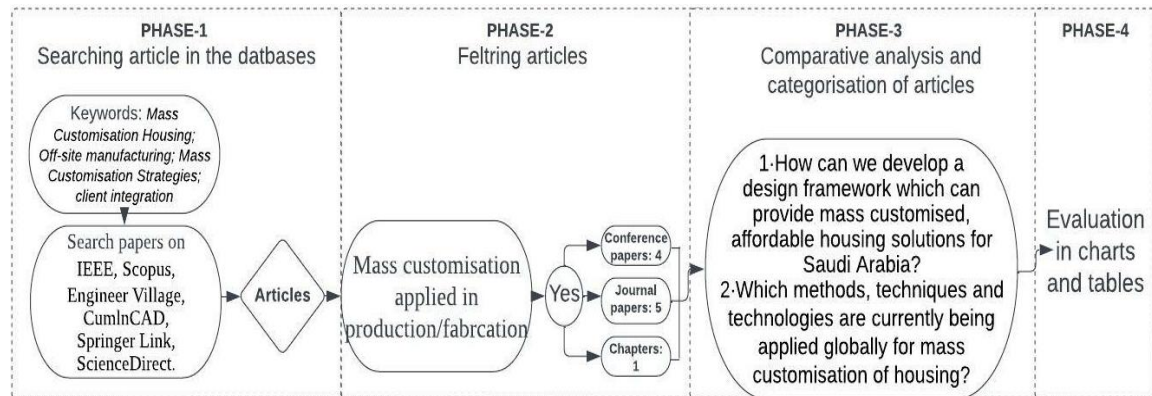 PHASE-1
Searching article in the datbases
Keywords: Mass
Customisation Housing;
Off-site manufacturing; Mass
Customisation Strategies;
client integration
Search papers on
IEEE, Scopus,
Engineer Village,
CumlnCAD,
Springer Link,
ScienceDirect.
Articles
PHASE-2
Feltring articles
Mass customisation
applied in
production/fabrcation
Yes
Conference
papers: 4
Journal
papers: 5
Chapters:
1
PHASE-3
Comparative analysis and
categorisation of articles
1·How can we develop a
design framework which can
provide mass customised,
affordable housing solutions for
Saudi Arabia?
2·Which methods, techniques and
technologies are currently being
applied globally for mass
customisation of housing?
PHASE-4
Evaluation
in charts
and tables